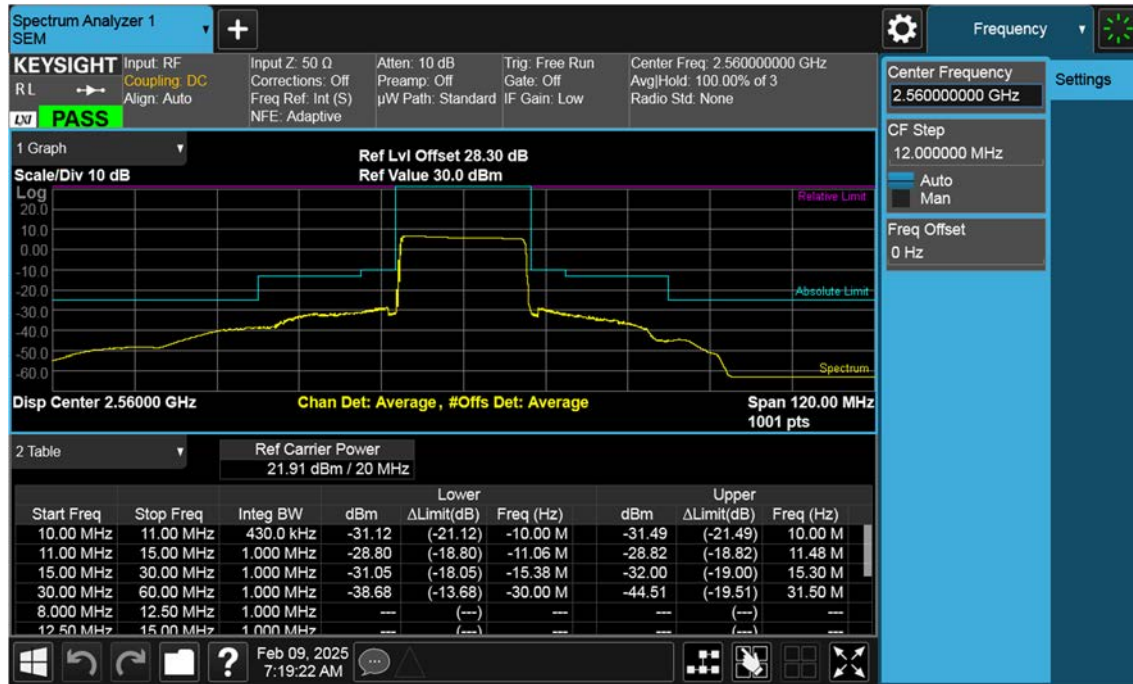 Spectrum Analyzer 1
SEM
+
Frequency
KEYSIGHT
RL
LXI PASS
Input: RF
Coupling: DC
Align: Auto
Input Z: 50 Ω
Corrections: Off
Freq Ref: Int (S)
NFE: Adaptive
Atten: 10 dB
Preamp: Off
µW Path: Standard
Trig: Free Run
Gate: Off
IF Gain: Low
Center Freq: 2.560000000 GHz
Avg|Hold: 100.00% of 3
Radio Std: None
Center Frequency
2.560000000 GHz
Settings
CF Step
12.000000 MHz
Auto
Man
Freq Offset
0 Hz
1 Graph
Scale/Div 10 dB
Ref Lvl Offset 28.30 dB
Ref Value 30.0 dBm
Log
20.0
10.0
0.00
-10.0
-20.0
-30.0
-40.0
-50.0
-60.0
Relative Limit
Absolute Limit
Spectrum
Disp Center 2.56000 GHz
Chan Det: Average, #Offs Det: Average
Span 120.00 MHz
1001 pts
2 Table
Ref Carrier Power
21.91 dBm / 20 MHz
Lower Upper
Start Freq Stop Freq Integ BW dBm ΔLimit(dB) Freq (Hz) dBm ΔLimit(dB) Freq (Hz)
10.00 MHz 11.00 MHz 430.0 kHz -31.12 (-21.12) -10.00 M -31.49 (-21.49) 10.00 M
11.00 MHz 15.00 MHz 1.000 MHz -28.80 (-18.80) -11.06 M -28.82 (-18.82) 11.48 M
15.00 MHz 30.00 MHz 1.000 MHz -31.05 (-18.05) -15.38 M -32.00 (-19.00) 15.30 M
30.00 MHz 60.00 MHz 1.000 MHz -38.68 (-13.68) -30.00 M -44.51 (-19.51) 31.50 M
8.000 MHz 12.50 MHz 1.000 MHz --- (---) --- --- (---) ---
12.50 MHz 15.00 MHz 1.000 MHz --- (---) --- --- (---) ---
?
Feb 09, 2025
7:19:22 AM